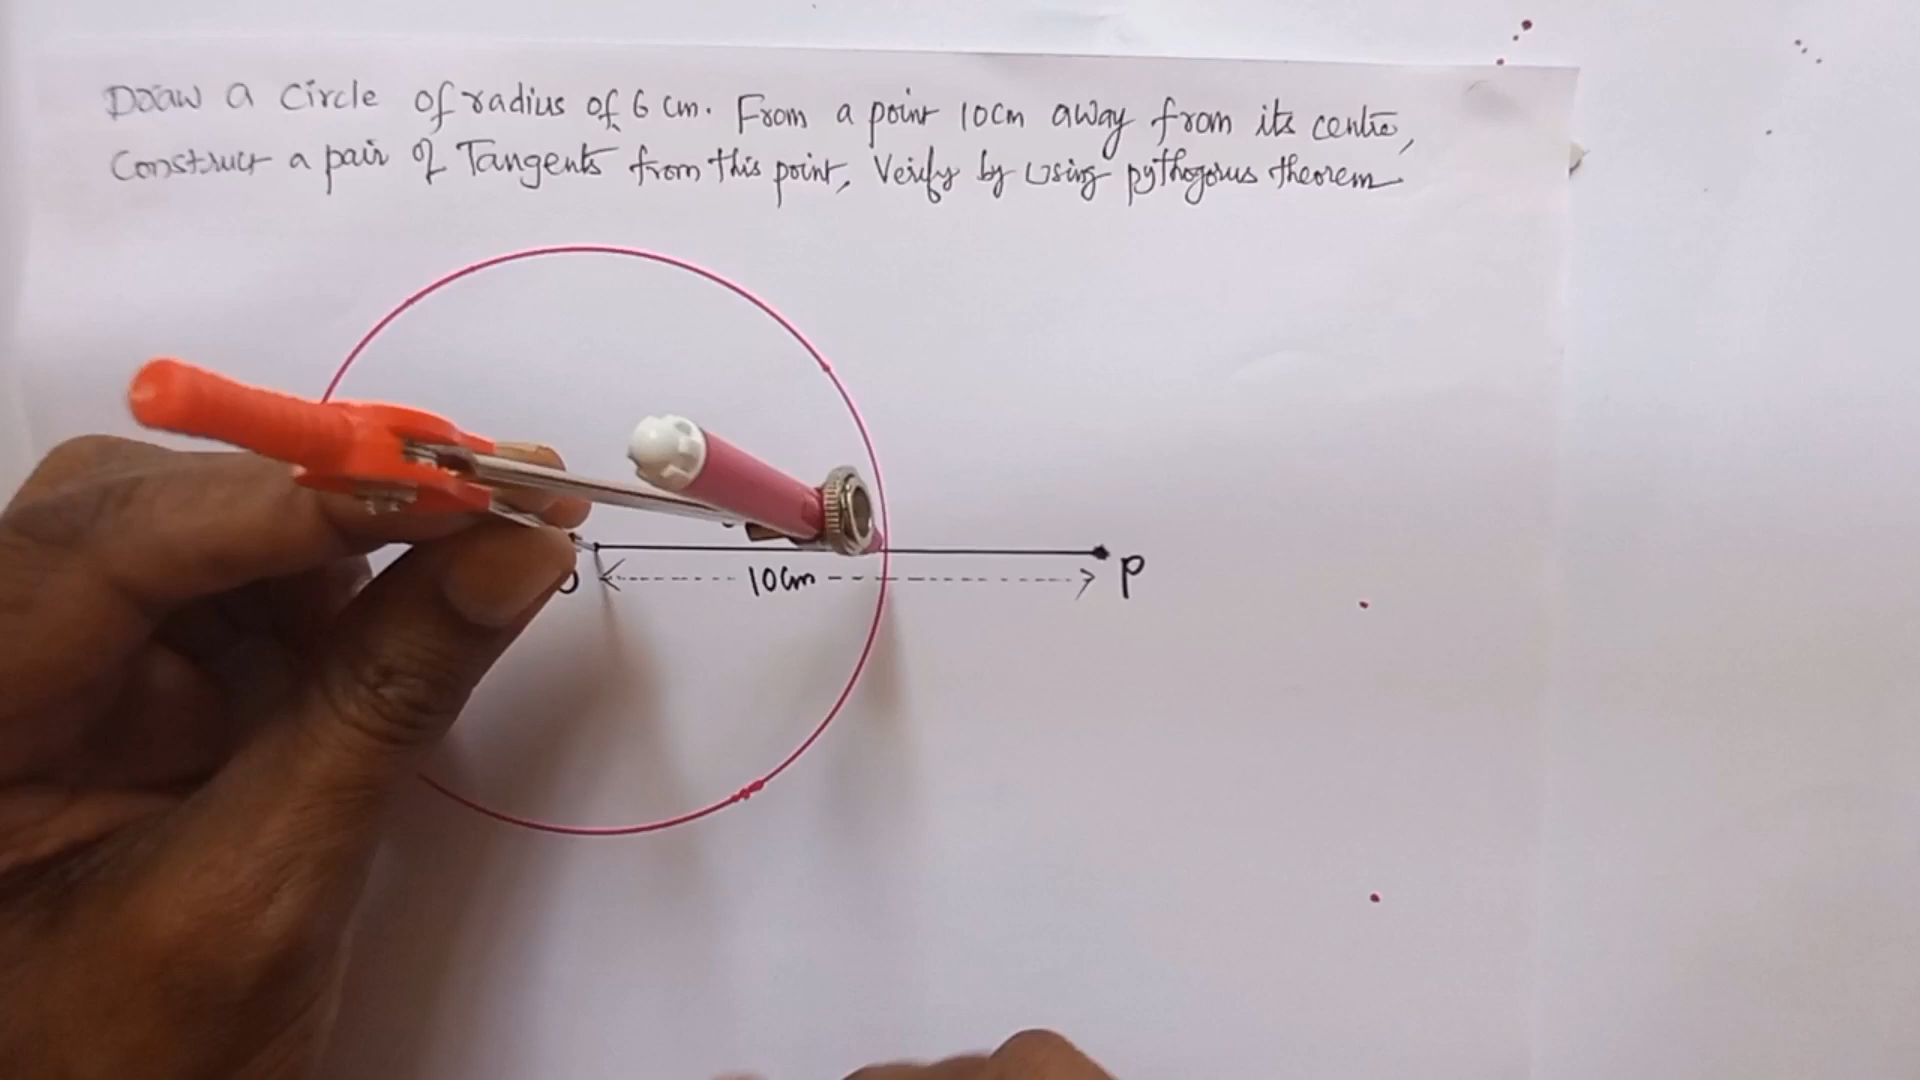 Draw a Circle of radius of 6 cm. From a point 10cm away from its centre,
Construct a pair of Tangents from this point, Verify by Using pythogorus theorem
O
10cm
P